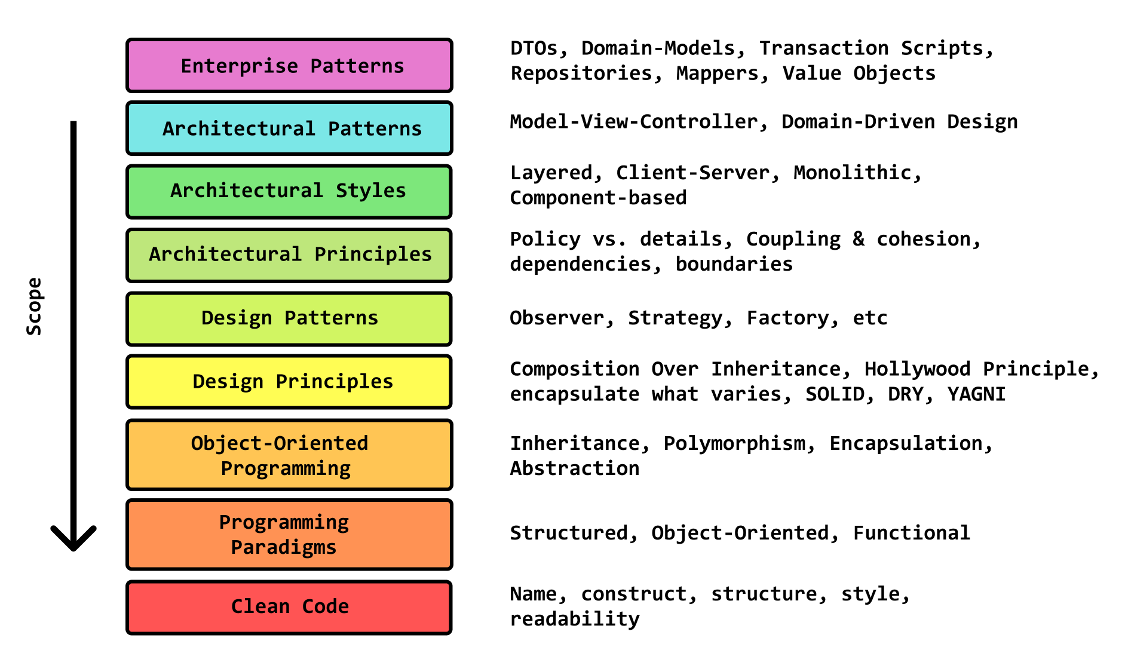 Enterprise Patterns
DTOs, Domain-Models, Transaction Scripts,
Repositories, Mappers, Value Objects
Architectural Patterns
Model-View-Controller, Domain-Driven Design
Architectural Styles
Layered, Client-Server, Monolithic,
Component-based
Architectural Principles
Policy vs. details, Coupling & cohesion,
dependencies, boundaries
Design Patterns
Observer, Strategy, Factory, etc
Design Principles
Composition Over Inheritance, Hollywood Principle,
encapsulate what varies, SOLID, DRY, YAGNI
Object-Oriented
Programming
Inheritance, Polymorphism, Encapsulation,
Abstraction
Programming
Paradigms
Structured, Object-Oriented, Functional
Clean Code
Name, construct, structure, style,
readability
Scope